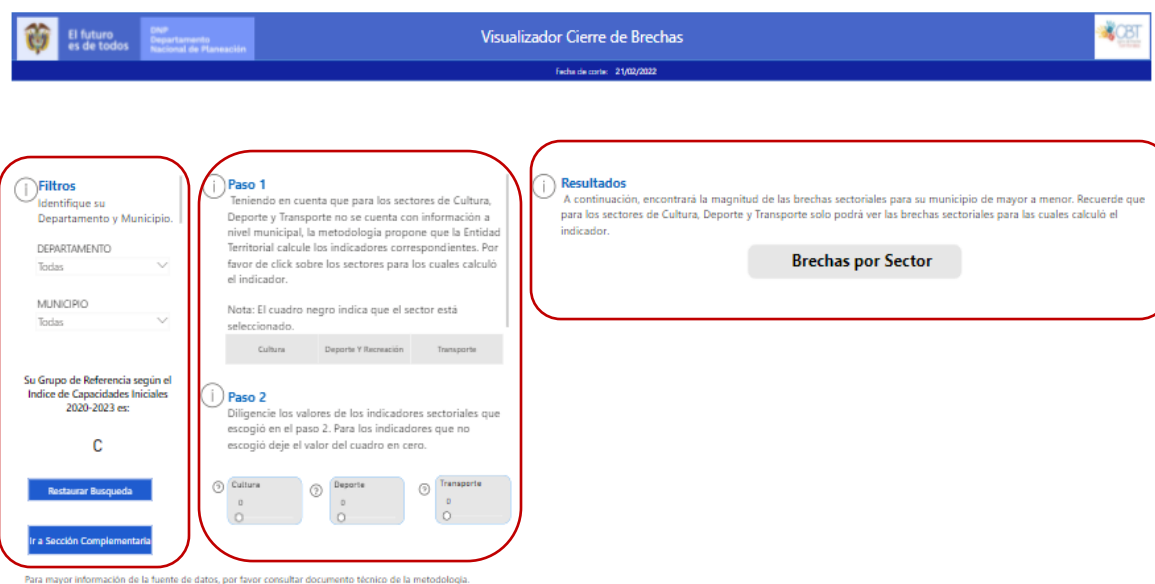 El futuro
es de todos
DNP
Departamento
Nacional de Planeación
Visualizador Cierre de Brechas
CBT
Fecha de corte: 21/02/2022
Filtros
Identifique su
Departamento y Municipio.
DEPARTAMENTO
Todas
MUNICIPIO
Todas
Su Grupo de Referencia según el
Indice de Capacidades Iniciales
2020-2023 es:
C
Restaurar Busqueda
Ir a Sección Complementaria
Paso 1
Teniendo en cuenta que para los sectores de Cultura,
Deporte y Transporte no se cuenta con información a
nivel municipal, la metodología propone que la Entidad
Territorial calcule los indicadores correspondientes. Por
favor de click sobre los sectores para los cuales calculó
el indicador.
Nota: El cuadro negro indica que el sector está
seleccionado.
Cultura Deporte Y Recreación Transporte
Paso 2
Diligencie los valores de los indicadores sectoriales que
escogió en el paso 2. Para los indicadores que no
escogió deje el valor del cuadro en cero.
Cultura Deporte Transporte
0 0 0
Resultados
A continuación, encontrará la magnitud de las brechas sectoriales para su municipio de mayor a menor. Recuerde que
para los sectores de Cultura, Deporte y Transporte solo podrá ver las brechas sectoriales para las cuales calculó el
indicador.
Brechas por Sector
Para mayor información de la fuente de datos, por favor consultar documento técnico de la metodología.